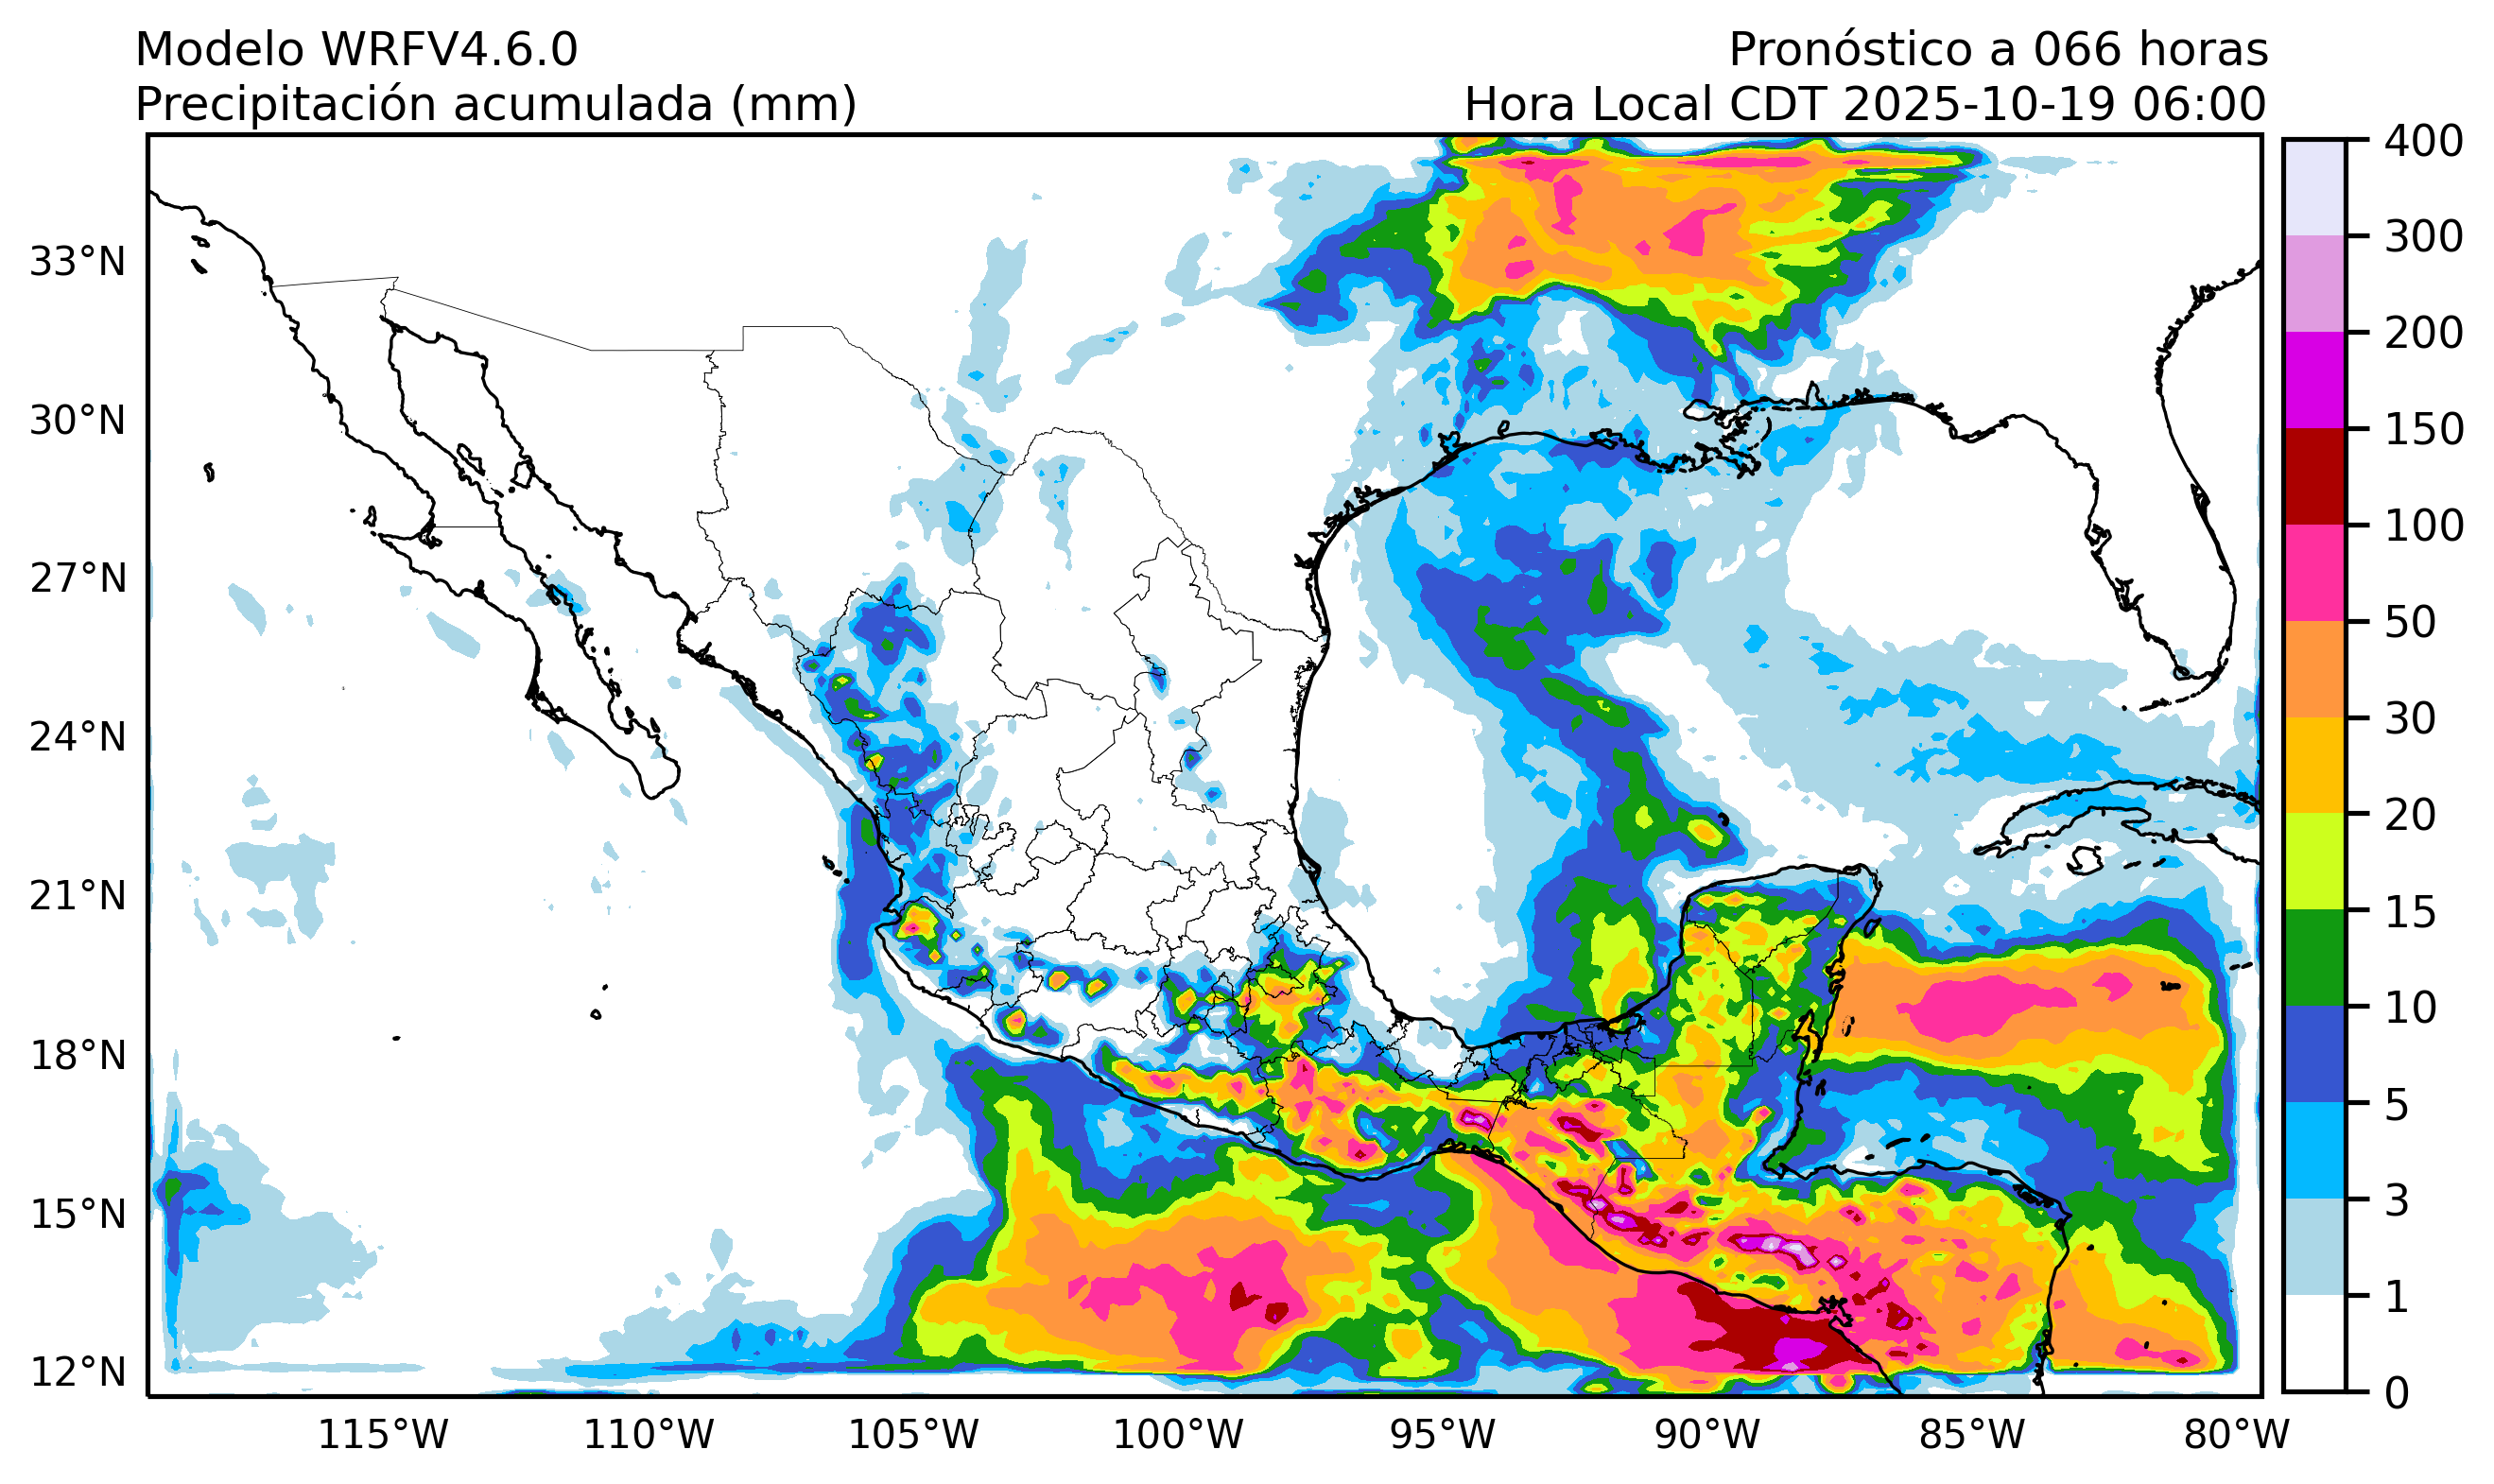 Modelo WRFV4.6.0
Pronóstico a 066 horas
Precipitación acumulada (mm)
Hora Local CDT 2025-10-19 06:00
33°N
30°N
27°N
24°N
21°N
18°N
15°N
12°N
115°W
110°W
105°W
100°W
95°W
90°W
85°W
80°W
400
300
200
150
100
50
30
20
15
10
5
3
1
0